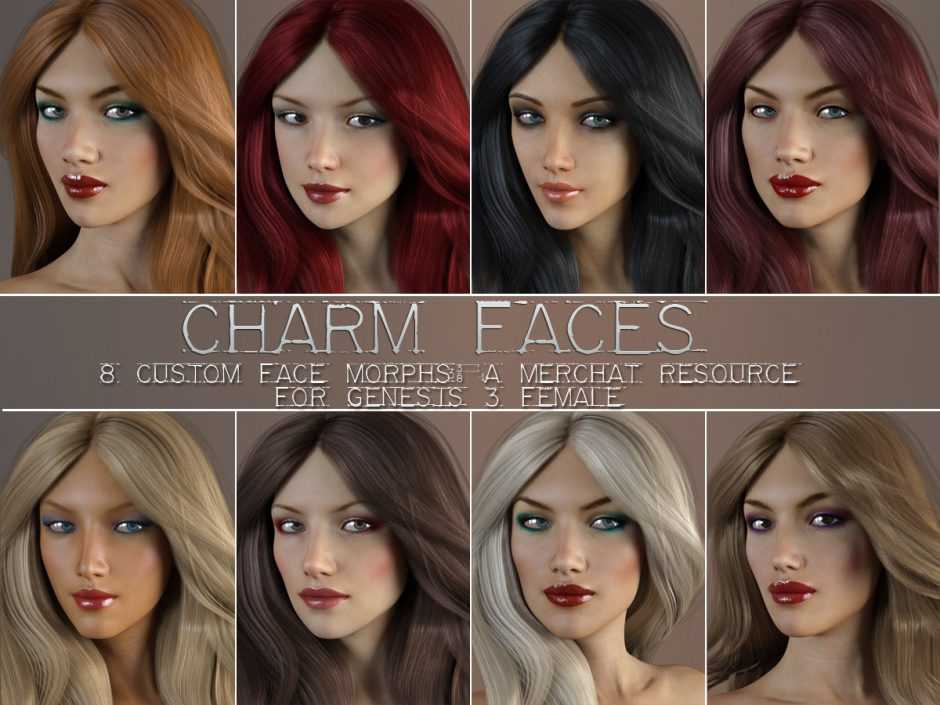 CHARM FACES
8 CUSTOM FACE MORPHS - A MERCHAT RESOURCE
FOR GENESIS 3 FEMALE